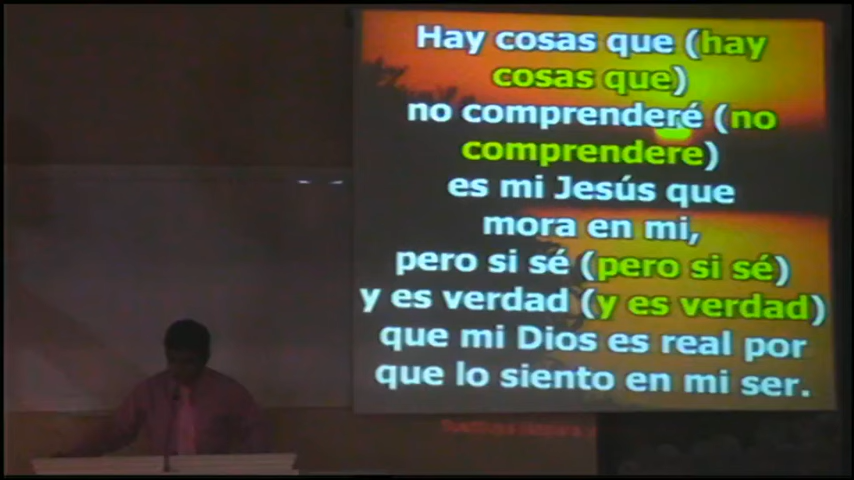 Hay cosas que (hay
cosas que)
no comprenderé (no
comprendere)
es mi Jesús que
mora en mi,
pero si sé (pero si sé)
y es verdad (y es verdad)
que mi Dios es real por
que lo siento en mi ser.